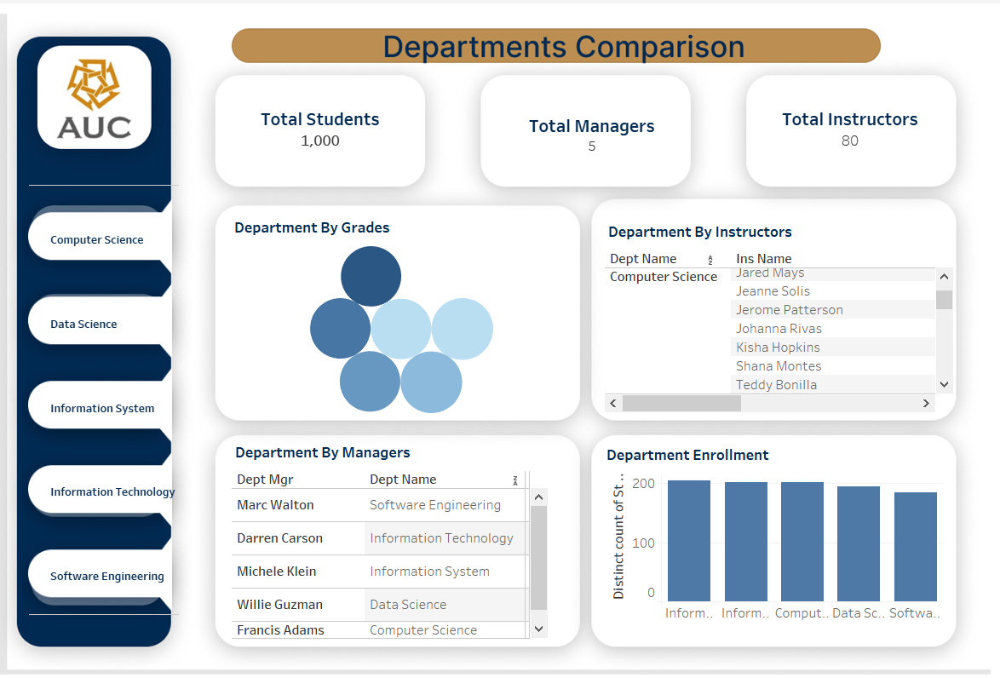 Departments Comparison
AUC
Computer Science
Data Science
Information System
Information Technology
Software Engineering
Total Students
1,000
Total Managers
5
Total Instructors
80
Department By Grades
Department By Instructors
Dept Name Ins Name
Computer Science Jared Mays
Jeanne Solis
Jerome Patterson
Johanna Rivas
Kisha Hopkins
Shana Montes
Teddy Bonilla
Department By Managers
Dept Mgr Dept Name
Marc Walton Software Engineering
Darren Carson Information Technology
Michele Klein Information System
Willie Guzman Data Science
Francis Adams Computer Science
Department Enrollment
Distinct count of St..
200
100
0
Inform.. Inform.. Comput.. Data Sc.. Softwa..